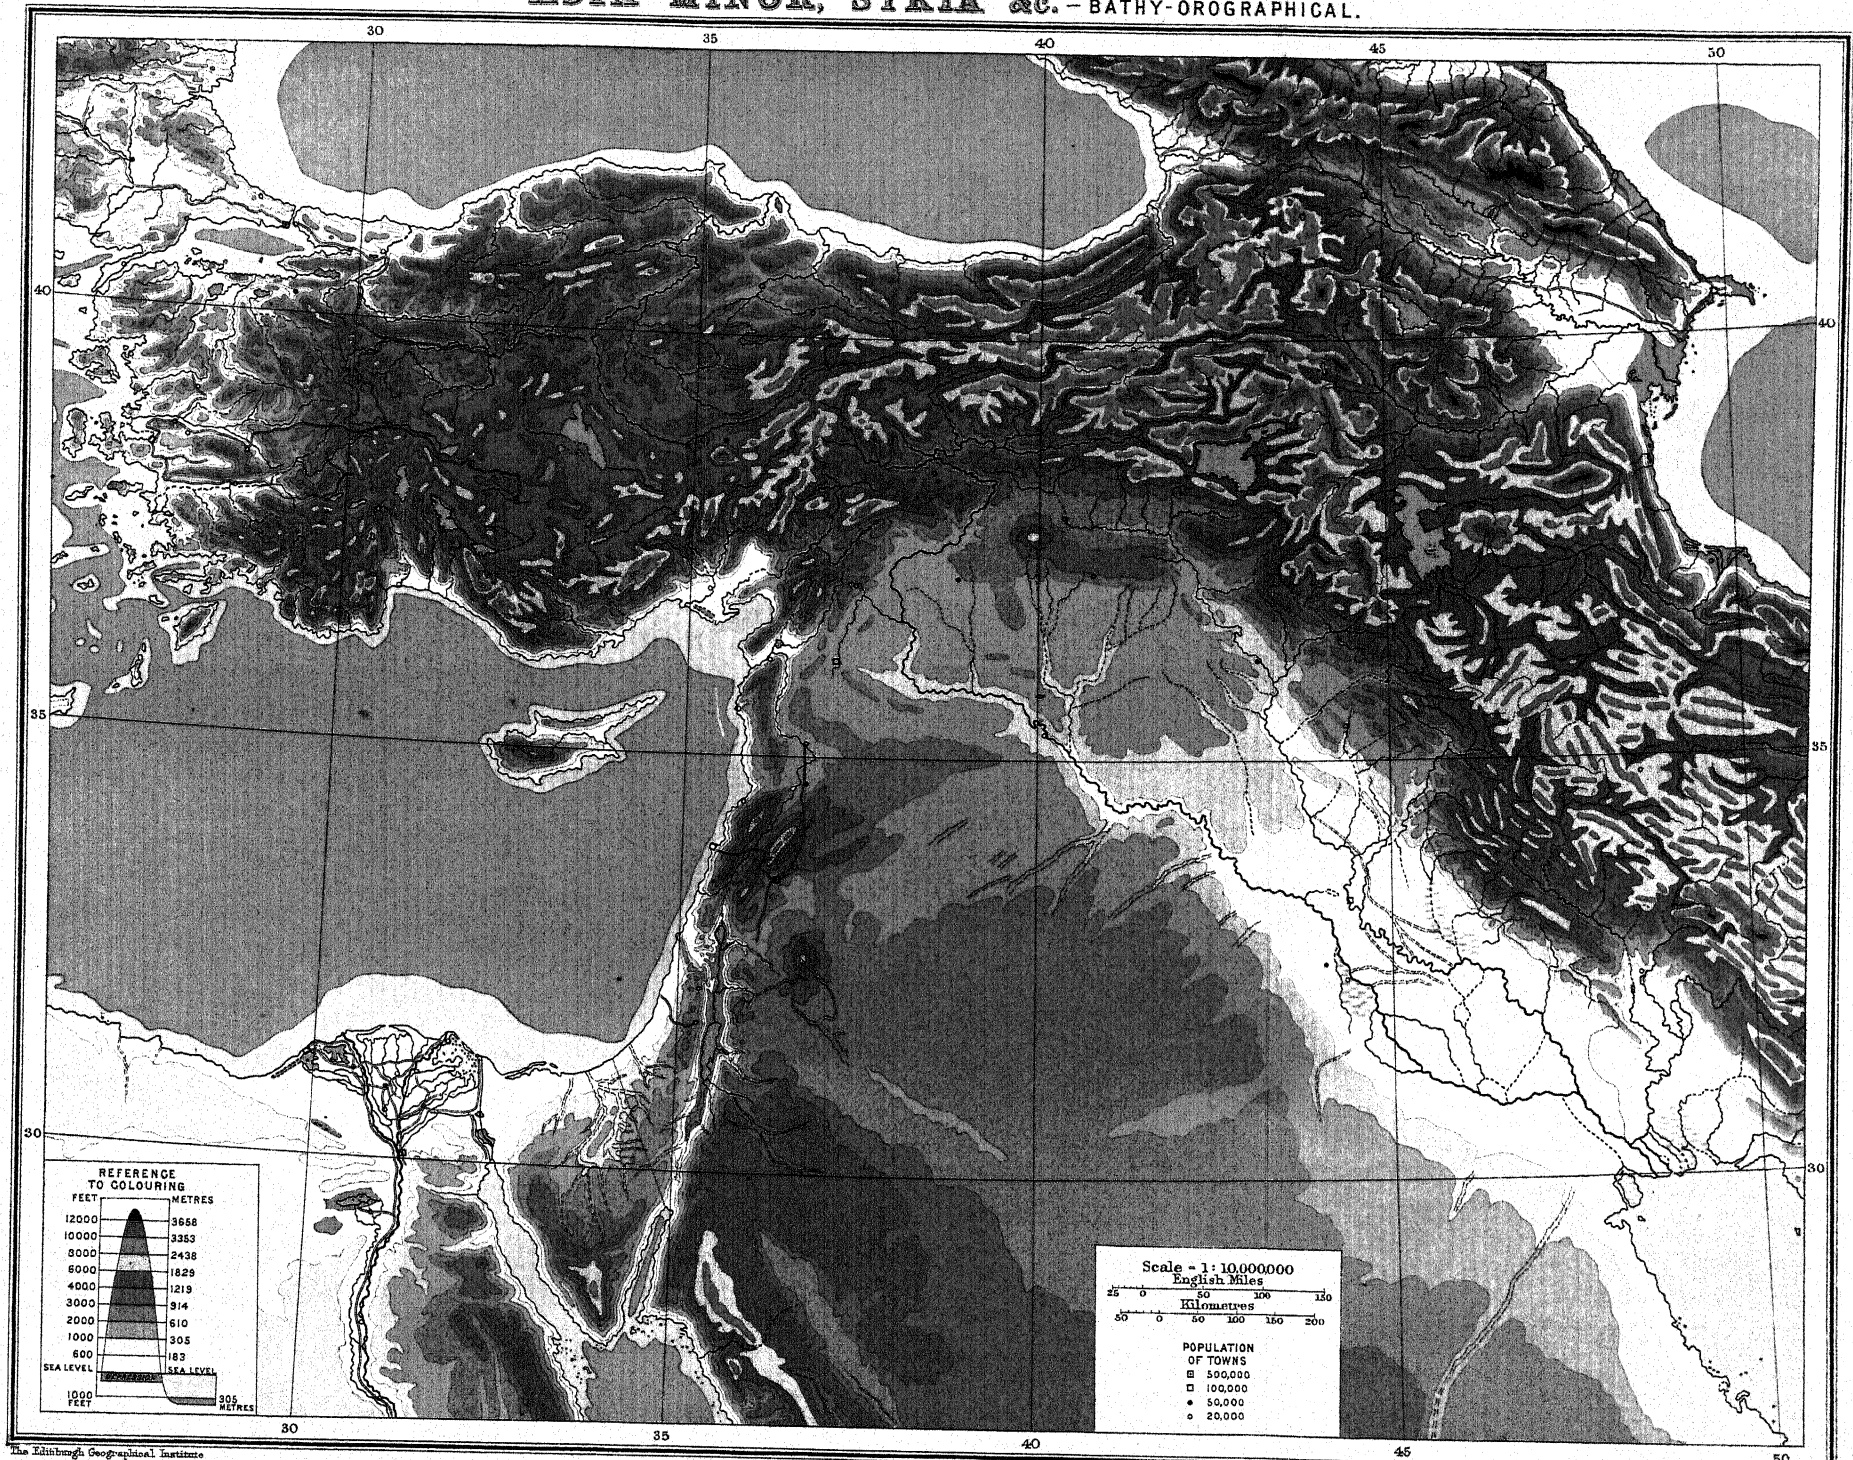 MINOR, SYRIA &c. – BATHY-OROGRAPHICAL.
30 35 40 45 50
40 40
35 35
30 30
REFERENCE
TO COLOURING
FEET METRES
12000 3658
10000 3353
8000 2438
6000 1829
4000 1219
3000 914
2000 610
1000 305
600 183
SEA LEVEL SEA LEVEL
1000 FEET 305 METRES
Scale = 1: 10,000,000
English Miles
25 0 50 100 150
Kilometres
50 0 50 100 150 200
POPULATION
OF TOWNS
500,000
100,000
50,000
20,000
30 35 40 45 50
The Edinburgh Geographical Institute